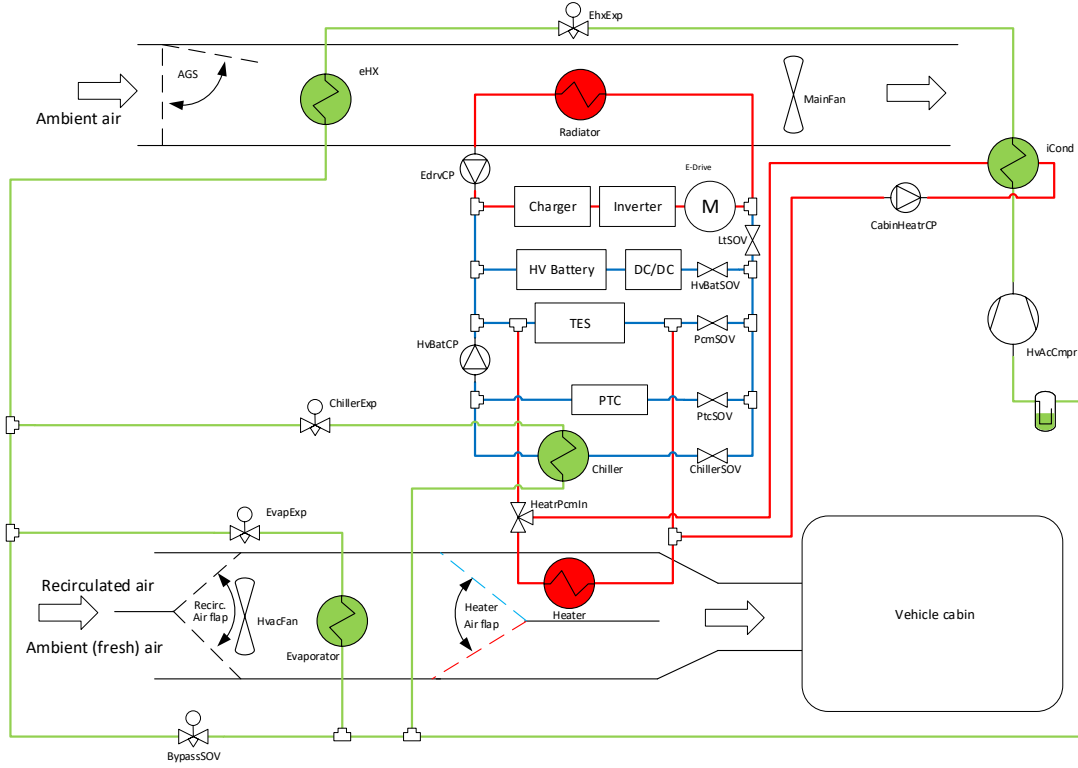 EhxExp
AGS
eHX
Ambient air
MainFan
Radiator
iCond
EdrvCP
E-Drive
Charger
Inverter
M
CabinHeatrCP
LtSOV
HV Battery
DC/DC
HvBatSOV
TES
HvBatCP
PcmSOV
HvAcCmpr
ChillerExp
PTC
PtcSOV
Chiller
ChillerSOV
HeatrPcmIn
EvapExp
Recirculated air
Recirc.
Air flap
HvacFan
Heater
Air flap
Heater
Vehicle cabin
Ambient (fresh) air
Evaporator
BypassSOV